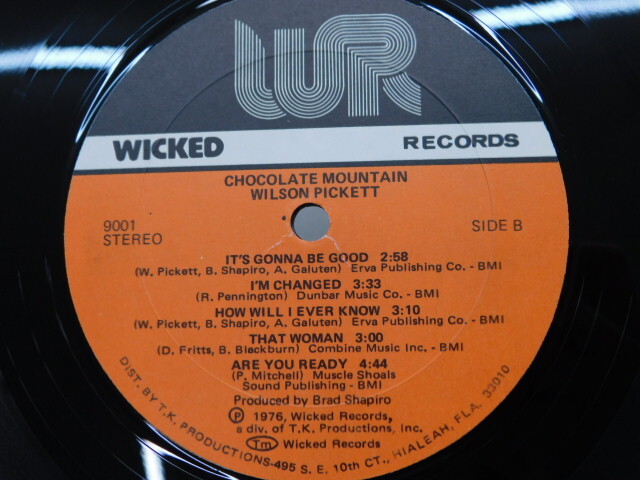 WR
WICKED RECORDS
CHOCOLATE MOUNTAIN
WILSON PICKETT
9001 SIDE B
STEREO
IT'S GONNA BE GOOD 2:58
(W. Pickett, B. Shapiro, A. Galuten) Erva Publishing Co. - BMI
I'M CHANGED 3:33
(R. Pennington) Dunbar Music Co. - BMI
HOW WILL I EVER KNOW 3:10
(W. Pickett, B. Shapiro, A. Galuten) Erva Publishing Co. - BMI
THAT WOMAN 3:00
(D. Fritts, B. Blackburn) Combine Music Inc. - BMI
ARE YOU READY 4:44
(P. Mitchell) Muscle Shoals
Sound Publishing - BMI
Produced by Brad Shapiro
Ⓟ 1976, Wicked Records,
a div. of T.K. Productions, Inc.
Tm Wicked Records
DIST. BY T.K. PRODUCTIONS-495 S. E. 10th CT., HIALEAH, FLA. 33010